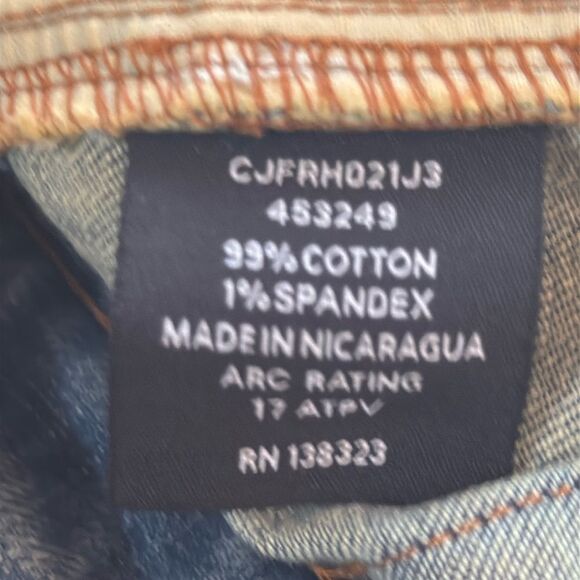 CJFRH021J3
453249
99% COTTON
1% SPANDEX
MADE IN NICARAGUA
ARC RATING
17 ATPV
RN 138323